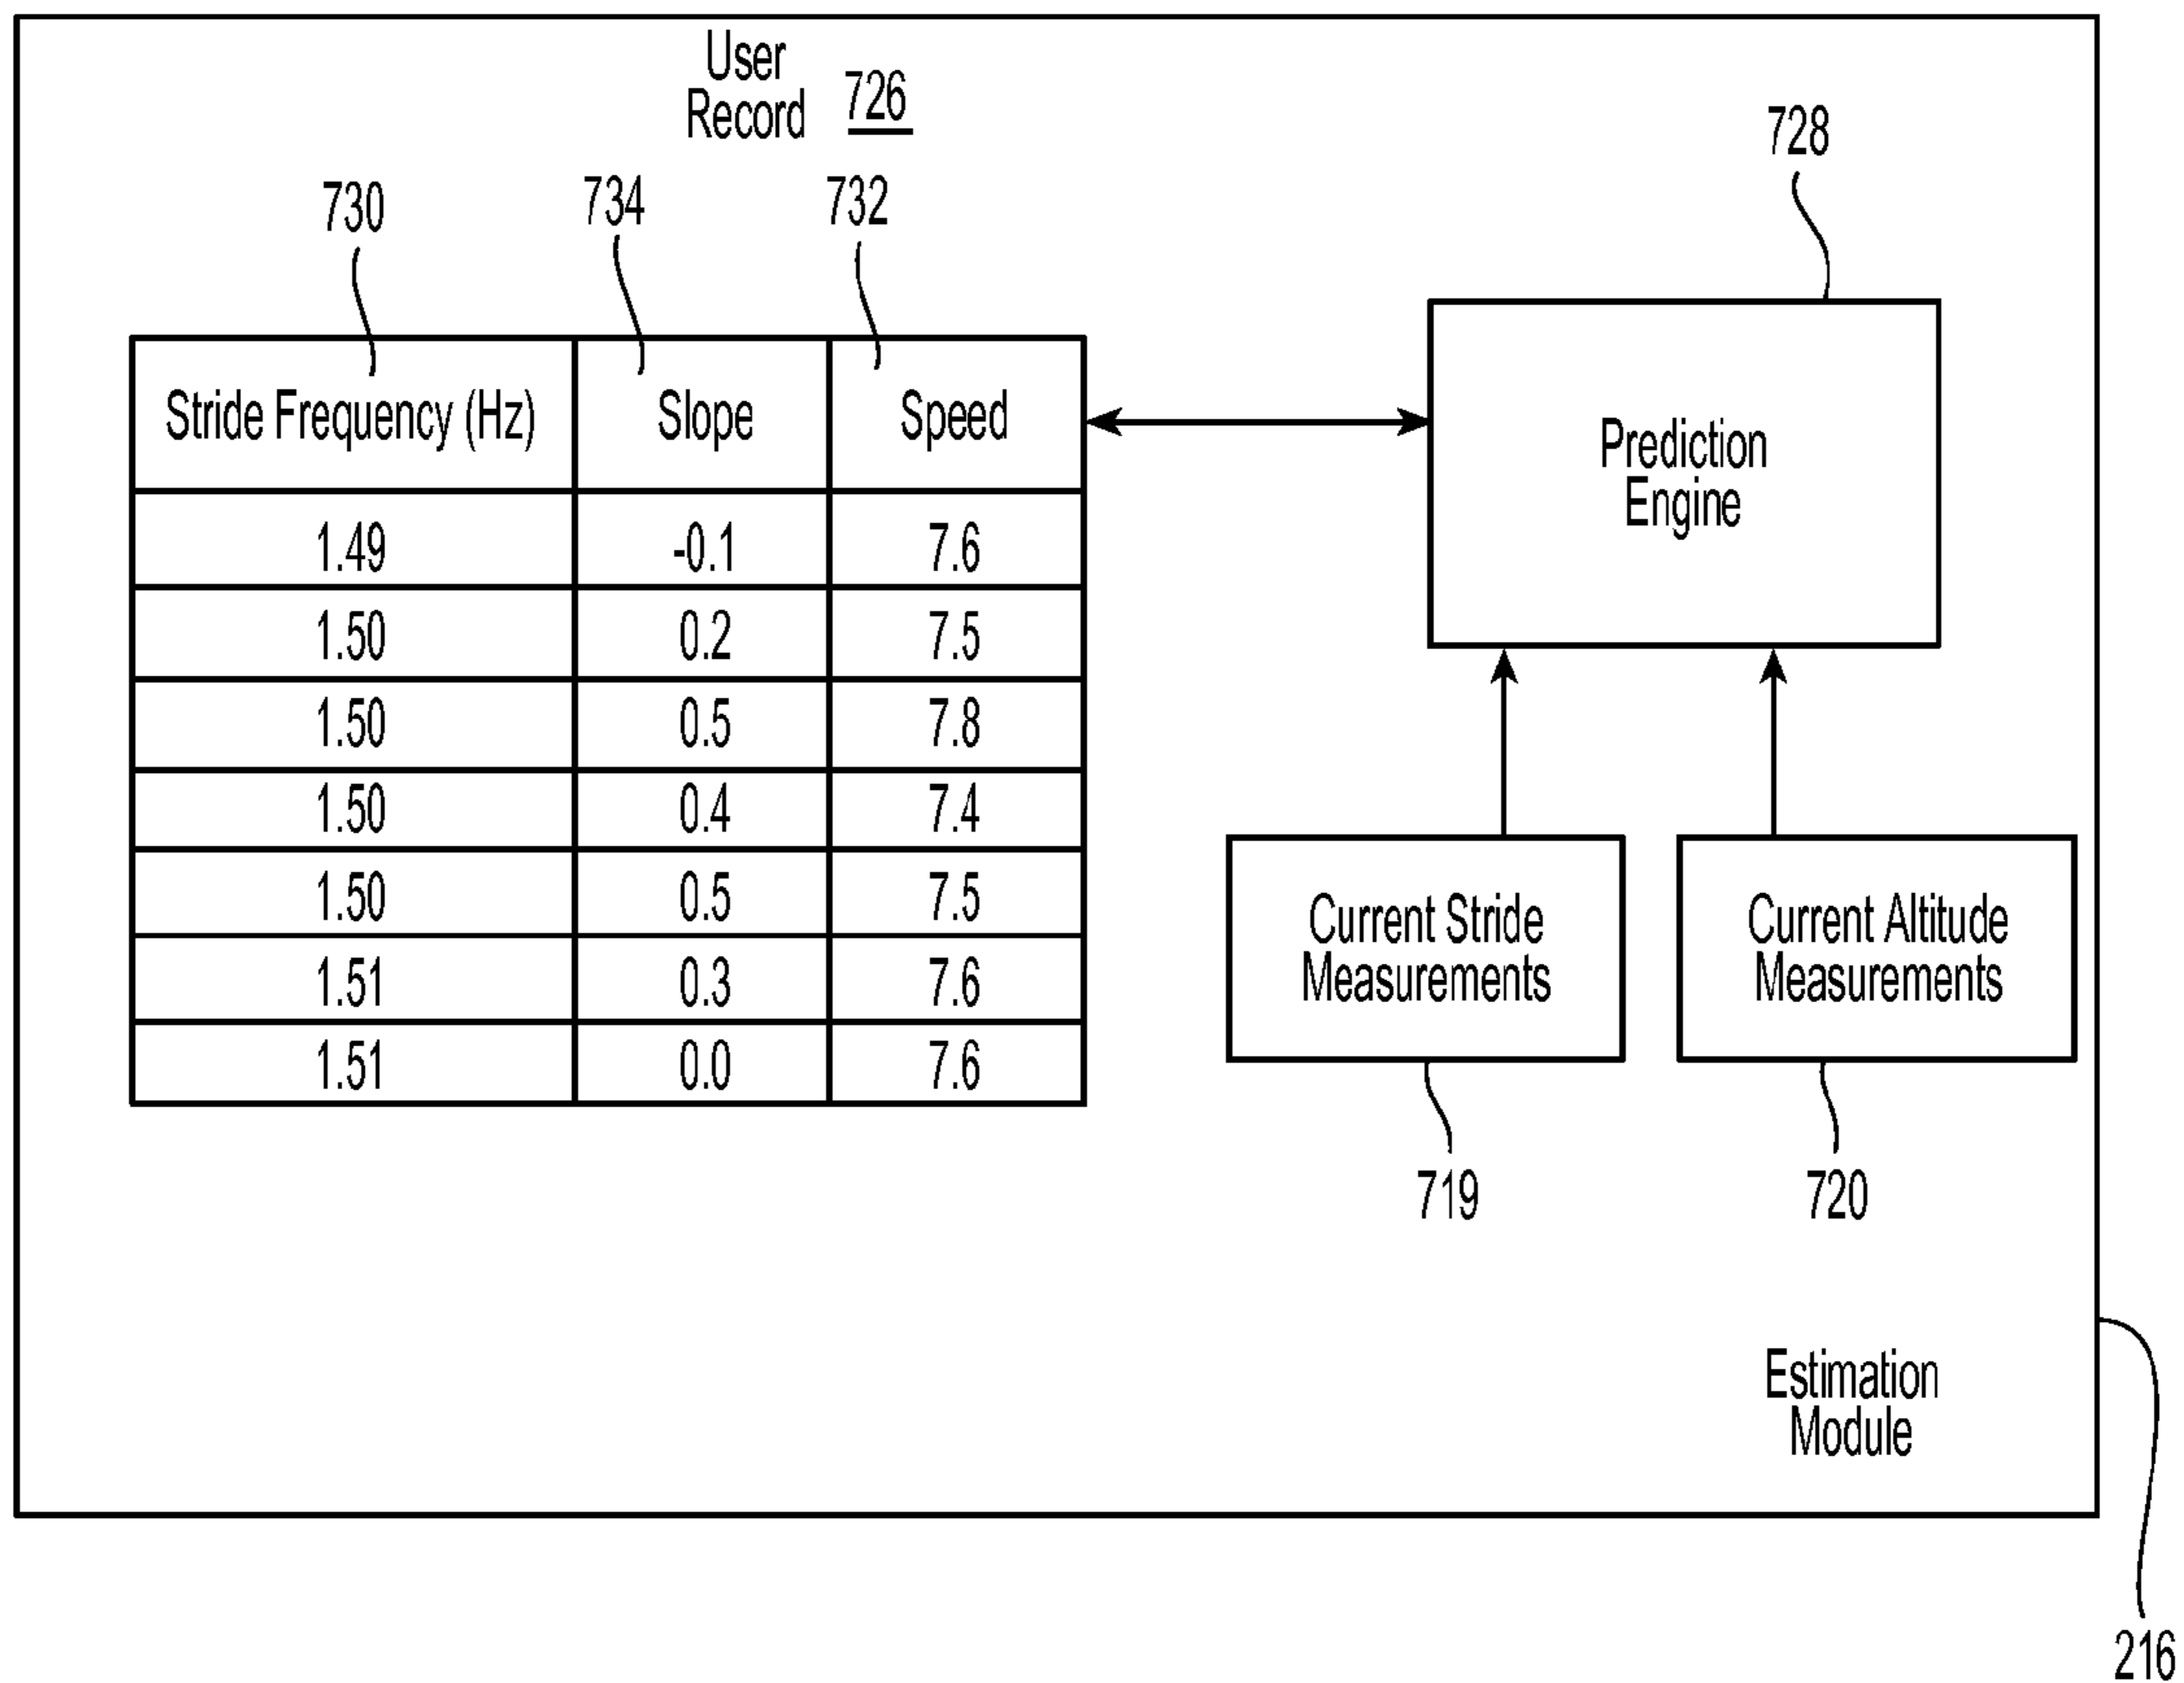 User
Record 726
730 734 732
728
Stride Frequency (Hz) Slope Speed
1.49 -0.1 7.6
1.50 0.2 7.5
1.50 0.5 7.8
1.50 0.4 7.4
1.50 0.5 7.5
1.51 0.3 7.6
1.51 0.0 7.6
Prediction
Engine
Current Stride
Measurements
Current Altitude
Measurements
719
720
Estimation
Module
216